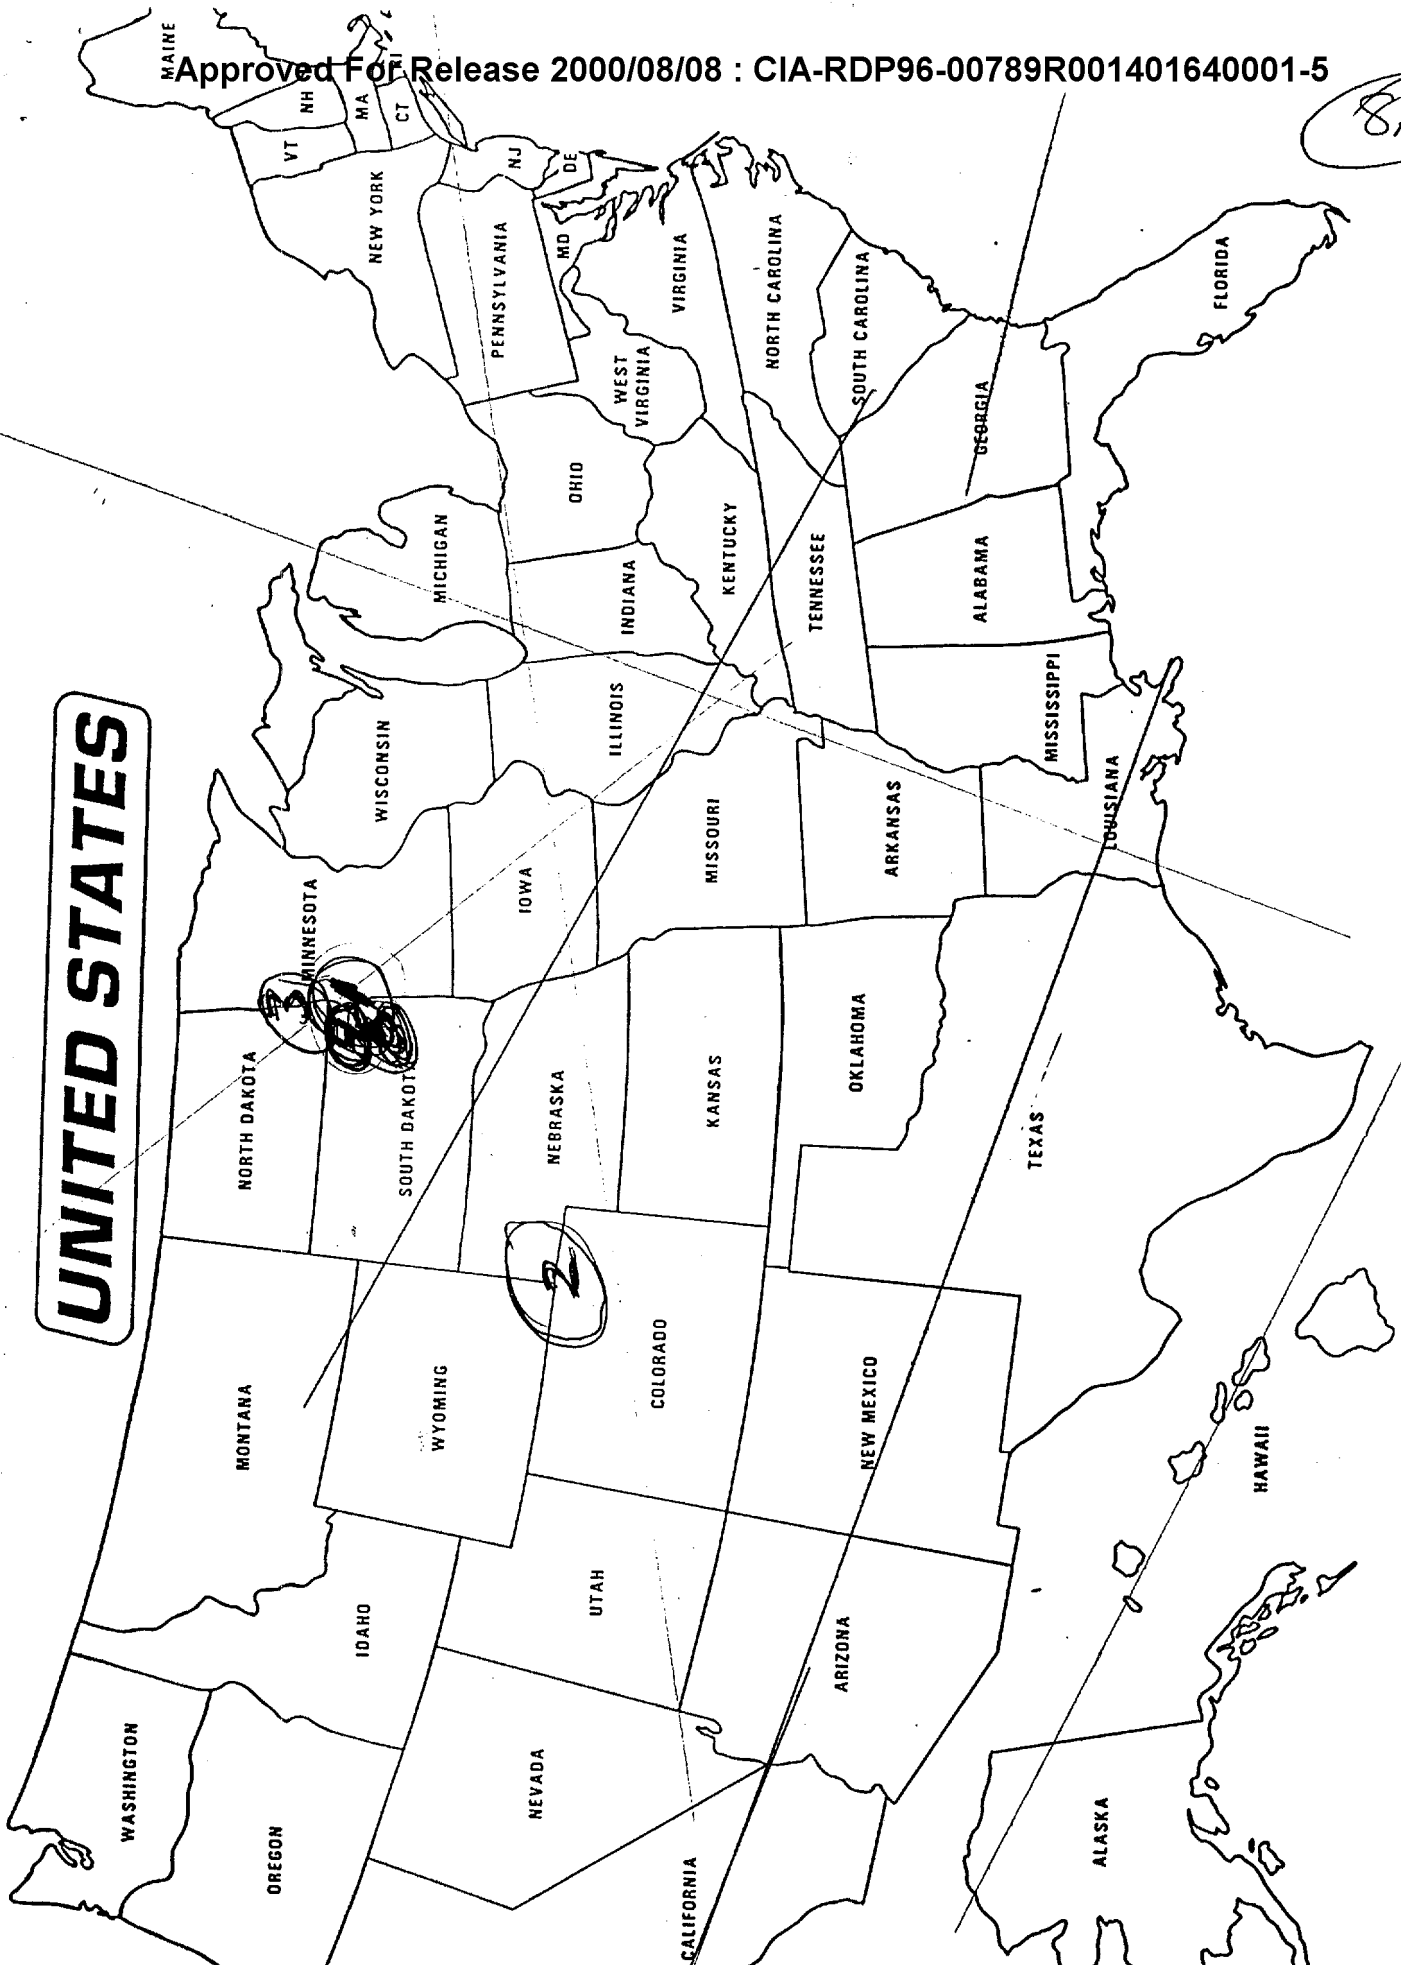 Approved For Release 2000/08/08 : CIA-RDP96-00789R001401640001-5
UNITED STATES
WASHINGTON
OREGON
CALIFORNIA
NEVADA
IDAHO
MONTANA
WYOMING
UTAH
COLORADO
ARIZONA
NEW MEXICO
NORTH DAKOTA
SOUTH DAKOTA
NEBRASKA
KANSAS
OKLAHOMA
TEXAS
MINNESOTA
IOWA
MISSOURI
ARKANSAS
LOUISIANA
WISCONSIN
ILLINOIS
MICHIGAN
INDIANA
OHIO
KENTUCKY
TENNESSEE
MISSISSIPPI
ALABAMA
GEORGIA
FLORIDA
SOUTH CAROLINA
NORTH CAROLINA
VIRGINIA
WEST
VIRGINIA
PENNSYLVANIA
NEW YORK
MD
DE
NJ
CT
RI
MA
VT
NH
MAINE
ALASKA
HAWAII
3
1
2